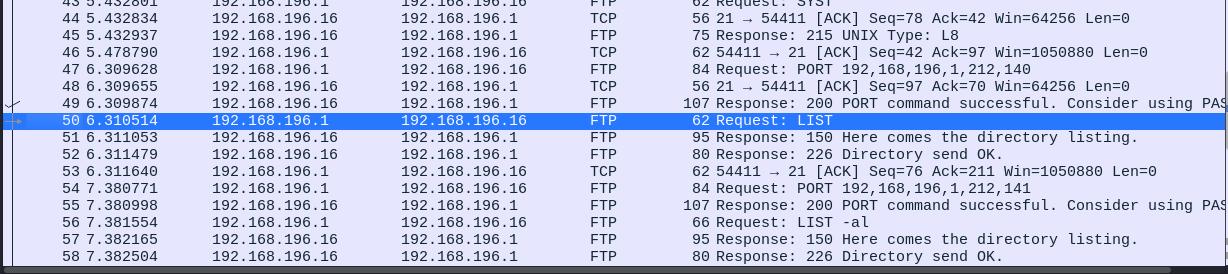 43 5.432801 192.168.196.1 192.168.196.16 FTP 62 Request: SYST
44 5.432834 192.168.196.16 192.168.196.1 TCP 56 21 → 54411 [ACK] Seq=78 Ack=42 Win=64256 Len=0
45 5.432937 192.168.196.16 192.168.196.1 FTP 75 Response: 215 UNIX Type: L8
46 5.478790 192.168.196.1 192.168.196.16 TCP 62 54411 → 21 [ACK] Seq=42 Ack=97 Win=1050880 Len=0
47 6.309628 192.168.196.1 192.168.196.16 FTP 84 Request: PORT 192,168,196,1,212,140
48 6.309655 192.168.196.16 192.168.196.1 TCP 56 21 → 54411 [ACK] Seq=97 Ack=70 Win=64256 Len=0
49 6.309874 192.168.196.16 192.168.196.1 FTP 107 Response: 200 PORT command successful. Consider using PAS
50 6.310514 192.168.196.1 192.168.196.16 FTP 62 Request: LIST
51 6.311053 192.168.196.16 192.168.196.1 FTP 95 Response: 150 Here comes the directory listing.
52 6.311479 192.168.196.16 192.168.196.1 FTP 80 Response: 226 Directory send OK.
53 6.311640 192.168.196.1 192.168.196.16 TCP 62 54411 → 21 [ACK] Seq=76 Ack=211 Win=1050880 Len=0
54 7.380771 192.168.196.1 192.168.196.16 FTP 84 Request: PORT 192,168,196,1,212,141
55 7.380998 192.168.196.16 192.168.196.1 FTP 107 Response: 200 PORT command successful. Consider using PAS
56 7.381554 192.168.196.1 192.168.196.16 FTP 66 Request: LIST -al
57 7.382165 192.168.196.16 192.168.196.1 FTP 95 Response: 150 Here comes the directory listing.
58 7.382504 192.168.196.16 192.168.196.1 FTP 80 Response: 226 Directory send OK.